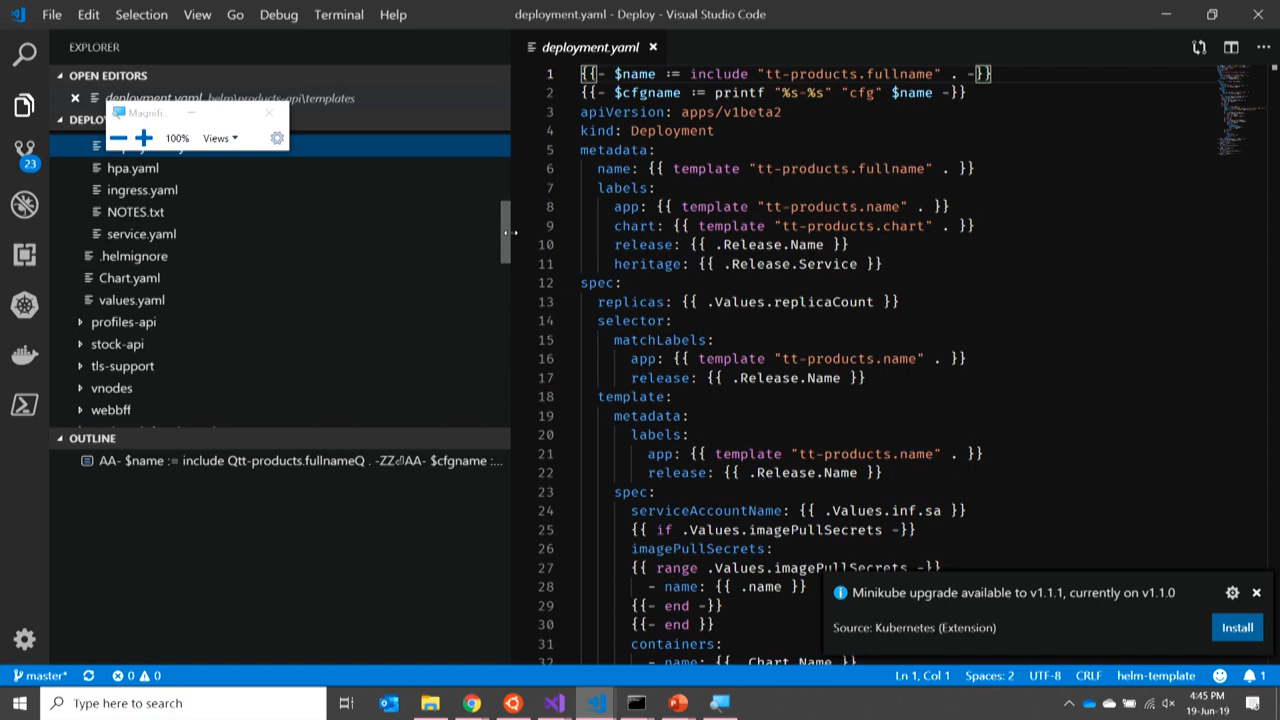 File Edit Selection View Go Debug Terminal Help
deployment.yaml - Deploy - Visual Studio Code
EXPLORER
OPEN EDITORS
deployment.yaml helm\products-api\templates
Magnifi...
100% Views
hpa.yaml
ingress.yaml
NOTES.txt
service.yaml
.helmignore
Chart.yaml
values.yaml
profiles-api
stock-api
tls-support
vnodes
webbff
OUTLINE
AA- $name := include Qtt-products.fullnameQ . -ZZ⏎AA- $cfgname :...
23
deployment.yaml
1 {{- $name := include "tt-products.fullname" . -}}
2 {{- $cfgname := printf "%s-%s" "cfg" $name -}}
3 apiVersion: apps/v1beta2
4 kind: Deployment
5 metadata:
6 name: {{ template "tt-products.fullname" . }}
7 labels:
8 app: {{ template "tt-products.name" . }}
9 chart: {{ template "tt-products.chart" . }}
10 release: {{ .Release.Name }}
11 heritage: {{ .Release.Service }}
12 spec:
13 replicas: {{ .Values.replicaCount }}
14 selector:
15 matchLabels:
16 app: {{ template "tt-products.name" . }}
17 release: {{ .Release.Name }}
18 template:
19 metadata:
20 labels:
21 app: {{ template "tt-products.name" . }}
22 release: {{ .Release.Name }}
23 spec:
24 serviceAccountName: {{ .Values.inf.sa }}
25 {{ if .Values.imagePullSecrets -}}
26 imagePullSecrets:
27 {{ range .Values.imagePullSecrets -}}
28 - name: {{ .name }}
29 {{- end -}}
30 {{- end }}
31 containers:
32 - name: {{ .Chart.Name }}
Minikube upgrade available to v1.1.1, currently on v1.1.0
Source: Kubernetes (Extension)
Install
master* 0 0
Ln 1, Col 1 Spaces: 2 UTF-8 CRLF helm-template 1
Type here to search
4:45 PM
19-Jun-19